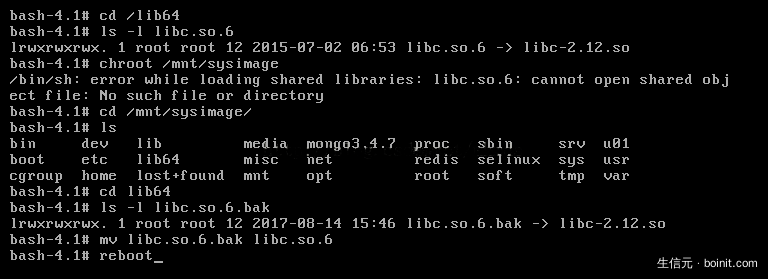 bash-4.1# cd /lib64
bash-4.1# ls -l libc.so.6
lrwxrwxrwx. 1 root root 12 2015-07-02 06:53 libc.so.6 -> libc-2.12.so
bash-4.1# chroot /mnt/sysimage
/bin/sh: error while loading shared libraries: libc.so.6: cannot open shared obj
ect file: No such file or directory
bash-4.1# cd /mnt/sysimage/
bash-4.1# ls
bin dev lib media mongo3.4.7 proc sbin srv u01
boot etc lib64 misc net redis selinux sys usr
cgroup home lost+found mnt opt root soft tmp var
bash-4.1# cd lib64
bash-4.1# ls -l libc.so.6.bak
lrwxrwxrwx. 1 root root 12 2017-08-14 15:46 libc.so.6.bak -> libc-2.12.so
bash-4.1# mv libc.so.6.bak libc.so.6
bash-4.1# reboot_
生信元 · boinit.com